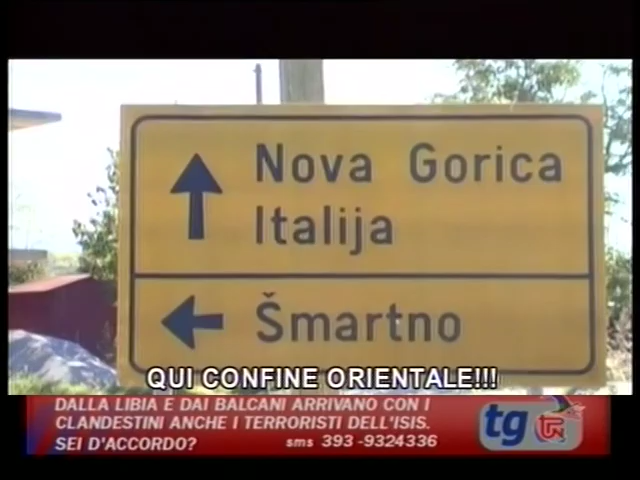 Nova Gorica
Italija
Šmartno
QUI CONFINE ORIENTALE!!!
DALLA LIBIA E DAI BALCANI ARRIVANO CON I
CLANDESTINI ANCHE I TERRORISTI DELL'ISIS.
SEI D'ACCORDO? sms 393-9324336
tg